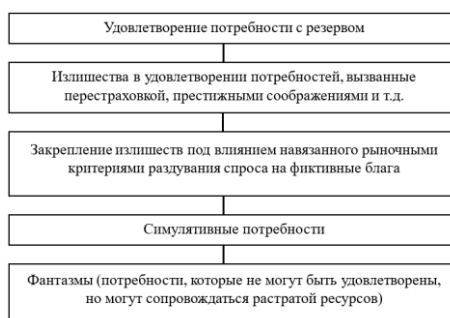 Удовлетворение потребности с резервом
Излишества в удовлетворении потребностей, вызванные
перестраховкой, престижными соображениями и т.д.
Закрепление излишеств под влиянием навязанного рыночными
критериями раздувания спроса на фиктивные блага
Симулятивные потребности
Фантазмы (потребности, которые не могут быть удовлетворены,
но могут сопровождаться растратой ресурсов)